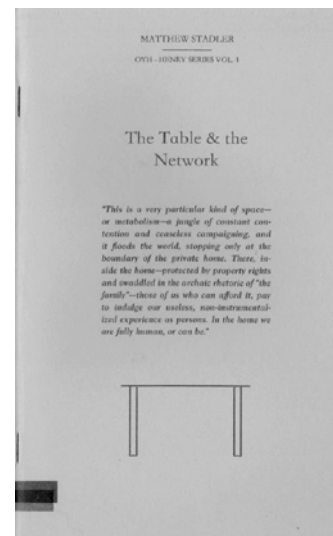 MATTHEW STADLER
OYH - HENRY SERIES VOL. 1
The Table & the
Network
"This is a very particular kind of space—
or metabolism—a jungle of constant con-
tention and ceaseless campaigning, and
it floods the world, stopping only at the
boundary of the private home. There, in-
side the home—protected by property rights
and swaddled in the archaic rhetoric of "the
family"—those of us who can afford it, pay
to indulge our useless, non-instrumental-
ized experience as persons. In the home we
are fully human, or can be."